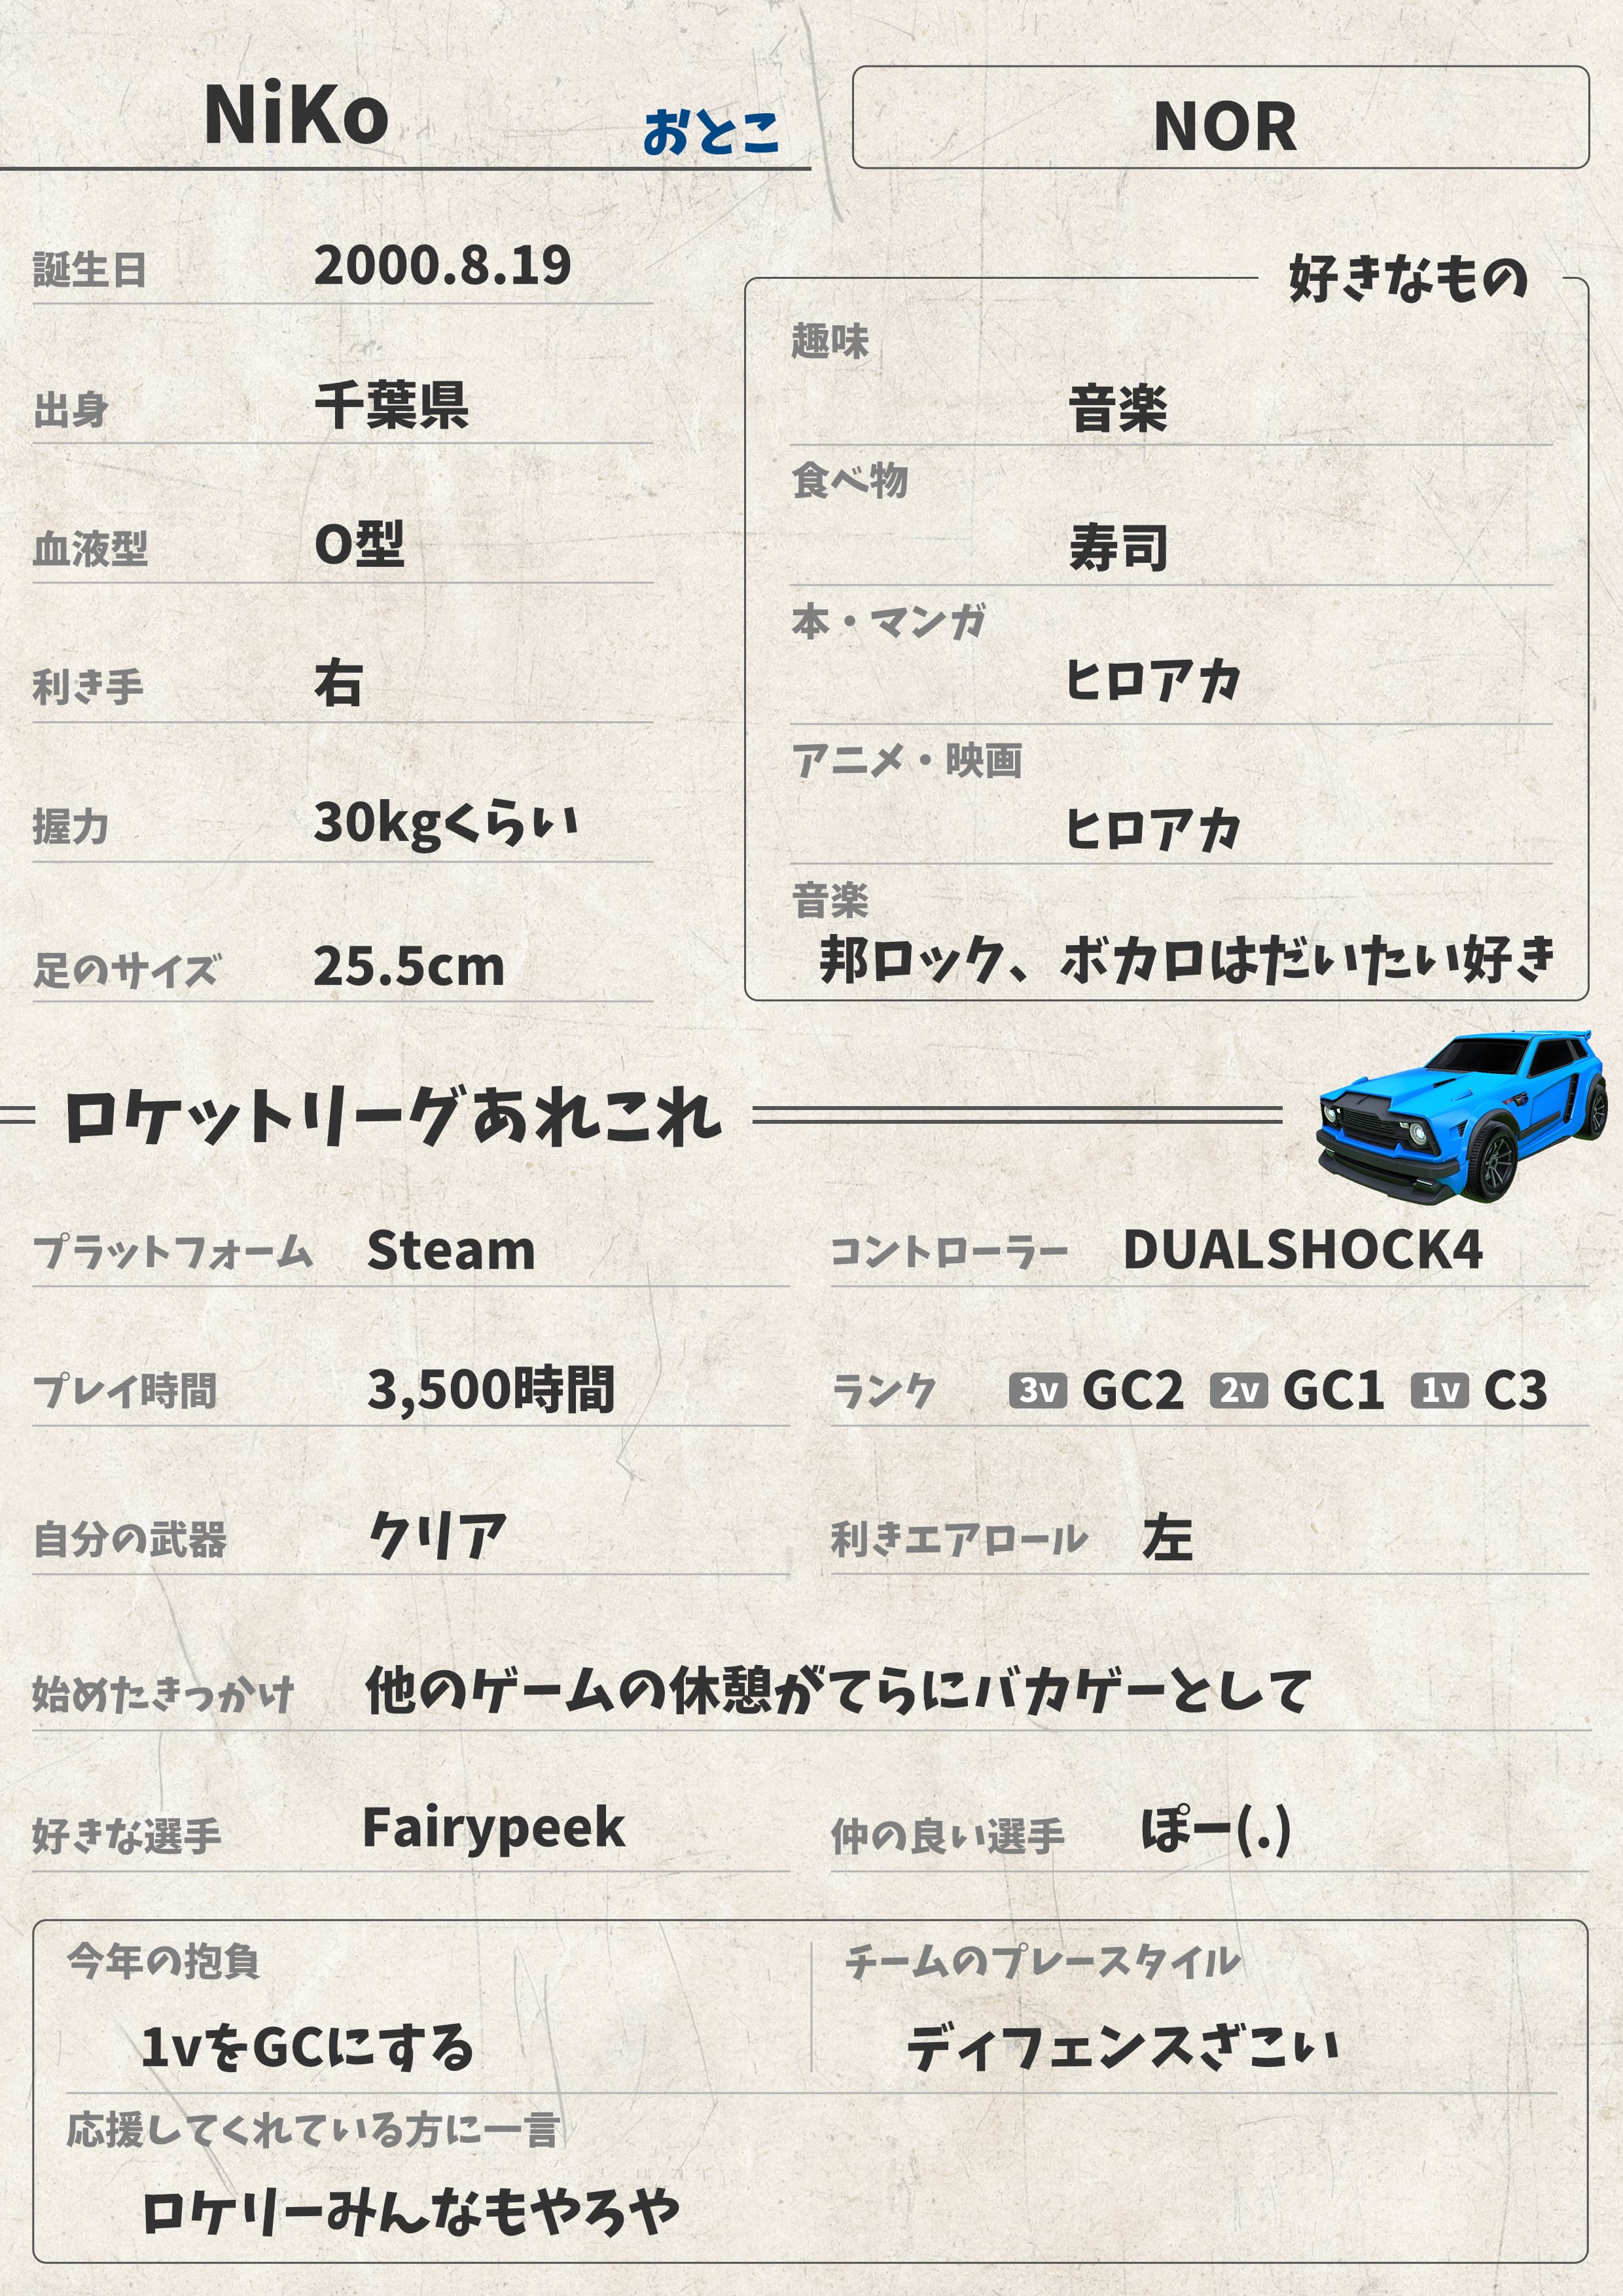 NiKo おとこ
NOR
誕生日 2000.8.19
出身 千葉県
血液型 O型
利き手 右
握力 30kgくらい
足のサイズ 25.5cm
好きなもの
趣味
音楽
食べ物
寿司
本・マンガ
ヒロアカ
アニメ・映画
ヒロアカ
音楽
邦ロック、ボカロはだいたい好き
ロケットリーグあれこれ
プラットフォーム Steam
コントローラー DUALSHOCK4
プレイ時間 3,500時間
ランク 3v GC2 2v GC1 1v C3
自分の武器 クリア
利きエアロール 左
始めたきっかけ 他のゲームの休憩がてらにバカゲーとして
好きな選手 Fairypeek
仲の良い選手 ぽー(.)
今年の抱負
1vをGCにする
チームのプレースタイル
ディフェンスざこい
応援してくれている方に一言
ロケリーみんなもやろや